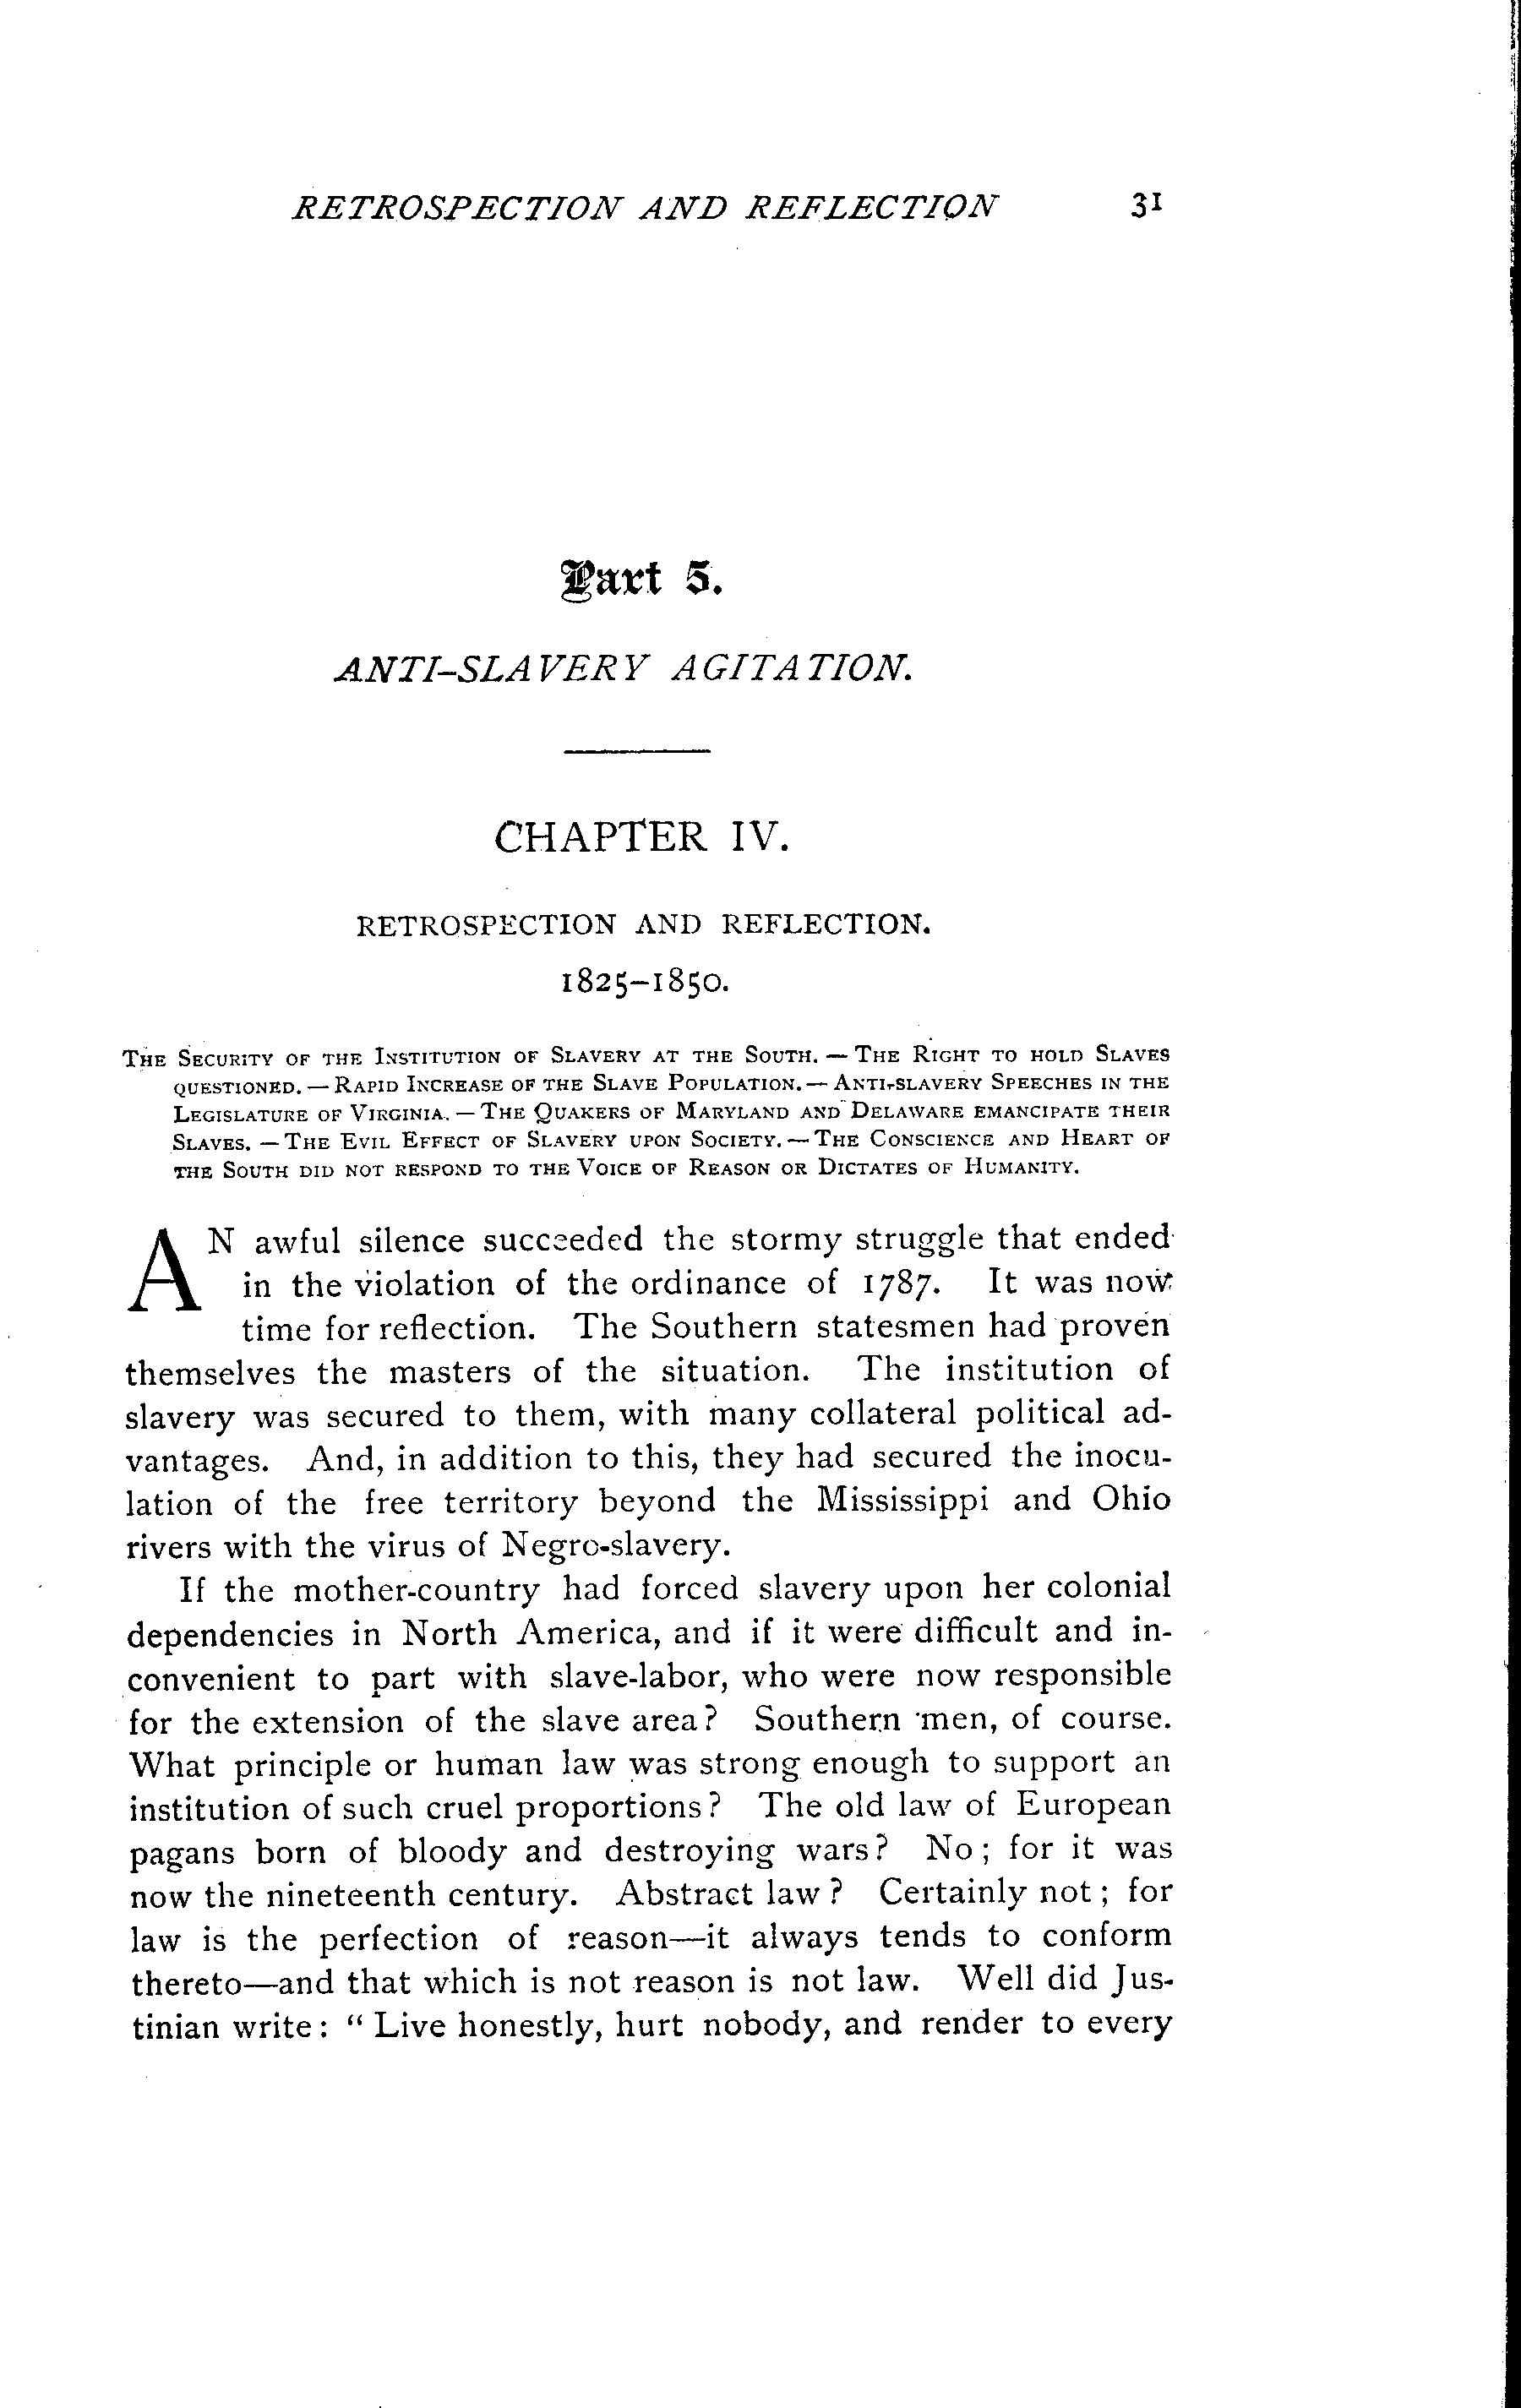 RETROSPECTION AND REFLECTION 31
Part 5.
ANTI-SLAVERY AGITATION.
CHAPTER IV.
RETROSPECTION AND REFLECTION.
1825–1850.
THE SECURITY OF THE INSTITUTION OF SLAVERY AT THE SOUTH. — THE RIGHT TO HOLD SLAVES
QUESTIONED. — RAPID INCREASE OF THE SLAVE POPULATION. — ANTI-SLAVERY SPEECHES IN THE
LEGISLATURE OF VIRGINIA. — THE QUAKERS OF MARYLAND AND DELAWARE EMANCIPATE THEIR
SLAVES. — THE EVIL EFFECT OF SLAVERY UPON SOCIETY. — THE CONSCIENCE AND HEART OF
THE SOUTH DID NOT RESPOND TO THE VOICE OF REASON OR DICTATES OF HUMANITY.
AN awful silence succeeded the stormy struggle that ended
in the violation of the ordinance of 1787. It was now
time for reflection. The Southern statesmen had proven
themselves the masters of the situation. The institution of
slavery was secured to them, with many collateral political ad-
vantages. And, in addition to this, they had secured the inocu-
lation of the free territory beyond the Mississippi and Ohio
rivers with the virus of Negro-slavery.
If the mother-country had forced slavery upon her colonial
dependencies in North America, and if it were difficult and in-
convenient to part with slave-labor, who were now responsible
for the extension of the slave area? Southern men, of course.
What principle or human law was strong enough to support an
institution of such cruel proportions? The old law of European
pagans born of bloody and destroying wars? No; for it was
now the nineteenth century. Abstract law? Certainly not; for
law is the perfection of reason—it always tends to conform
thereto—and that which is not reason is not law. Well did Jus-
tinian write: "Live honestly, hurt nobody, and render to every